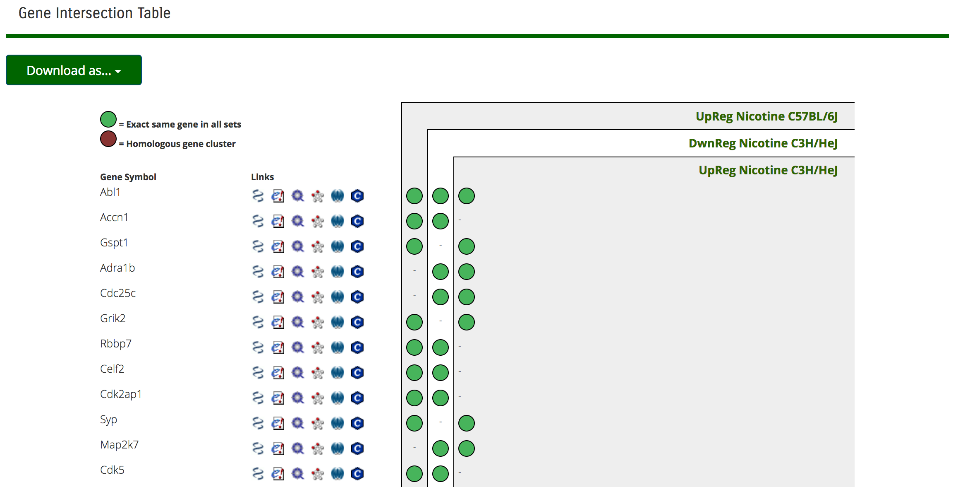 Gene Intersection Table
Download as...
= Exact same gene in all sets
= Homologous gene cluster
UpReg Nicotine C57BL/6J
DwnReg Nicotine C3H/HeJ
UpReg Nicotine C3H/HeJ
Gene Symbol Links
Abl1
Accn1 -
Gspt1 -
Adra1b -
Cdc25c -
Grik2 -
Rbbp7 -
Celf2 -
Cdk2ap1 -
Syp -
Map2k7 -
Cdk5 -